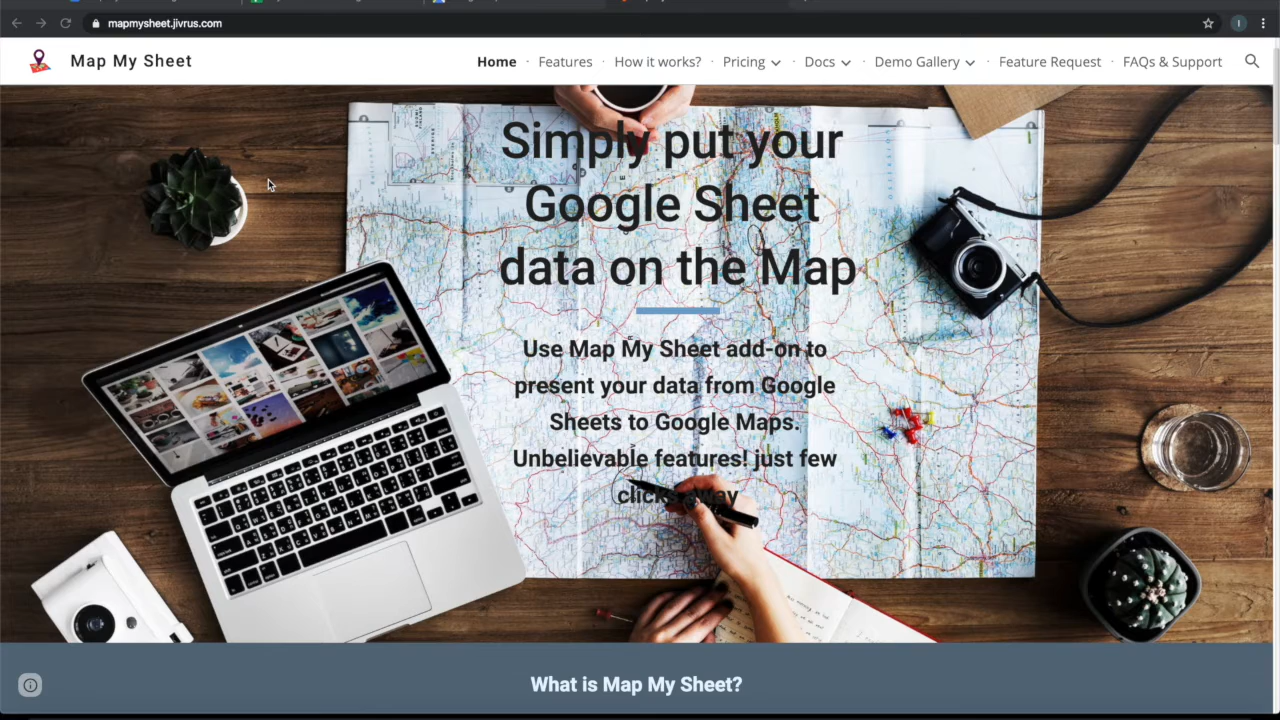 mapmysheet.jivrus.com
Map My Sheet
Home · Features · How it works? · Pricing · Docs · Demo Gallery · Feature Request · FAQs & Support
Simply put your
Google Sheet
data on the Map
Use Map My Sheet add-on to
present your data from Google
Sheets to Google Maps.
Unbelievable features! just few
clicks away
What is Map My Sheet?